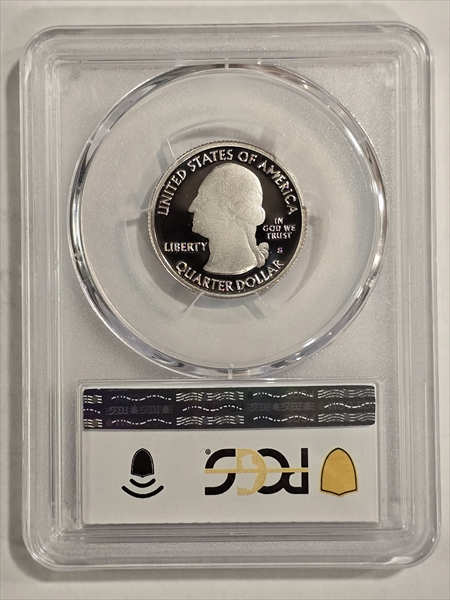 UNITED STATES OF AMERICA
IN
GOD WE
TRUST
LIBERTY
S
QUARTER DOLLAR
PCGS
®